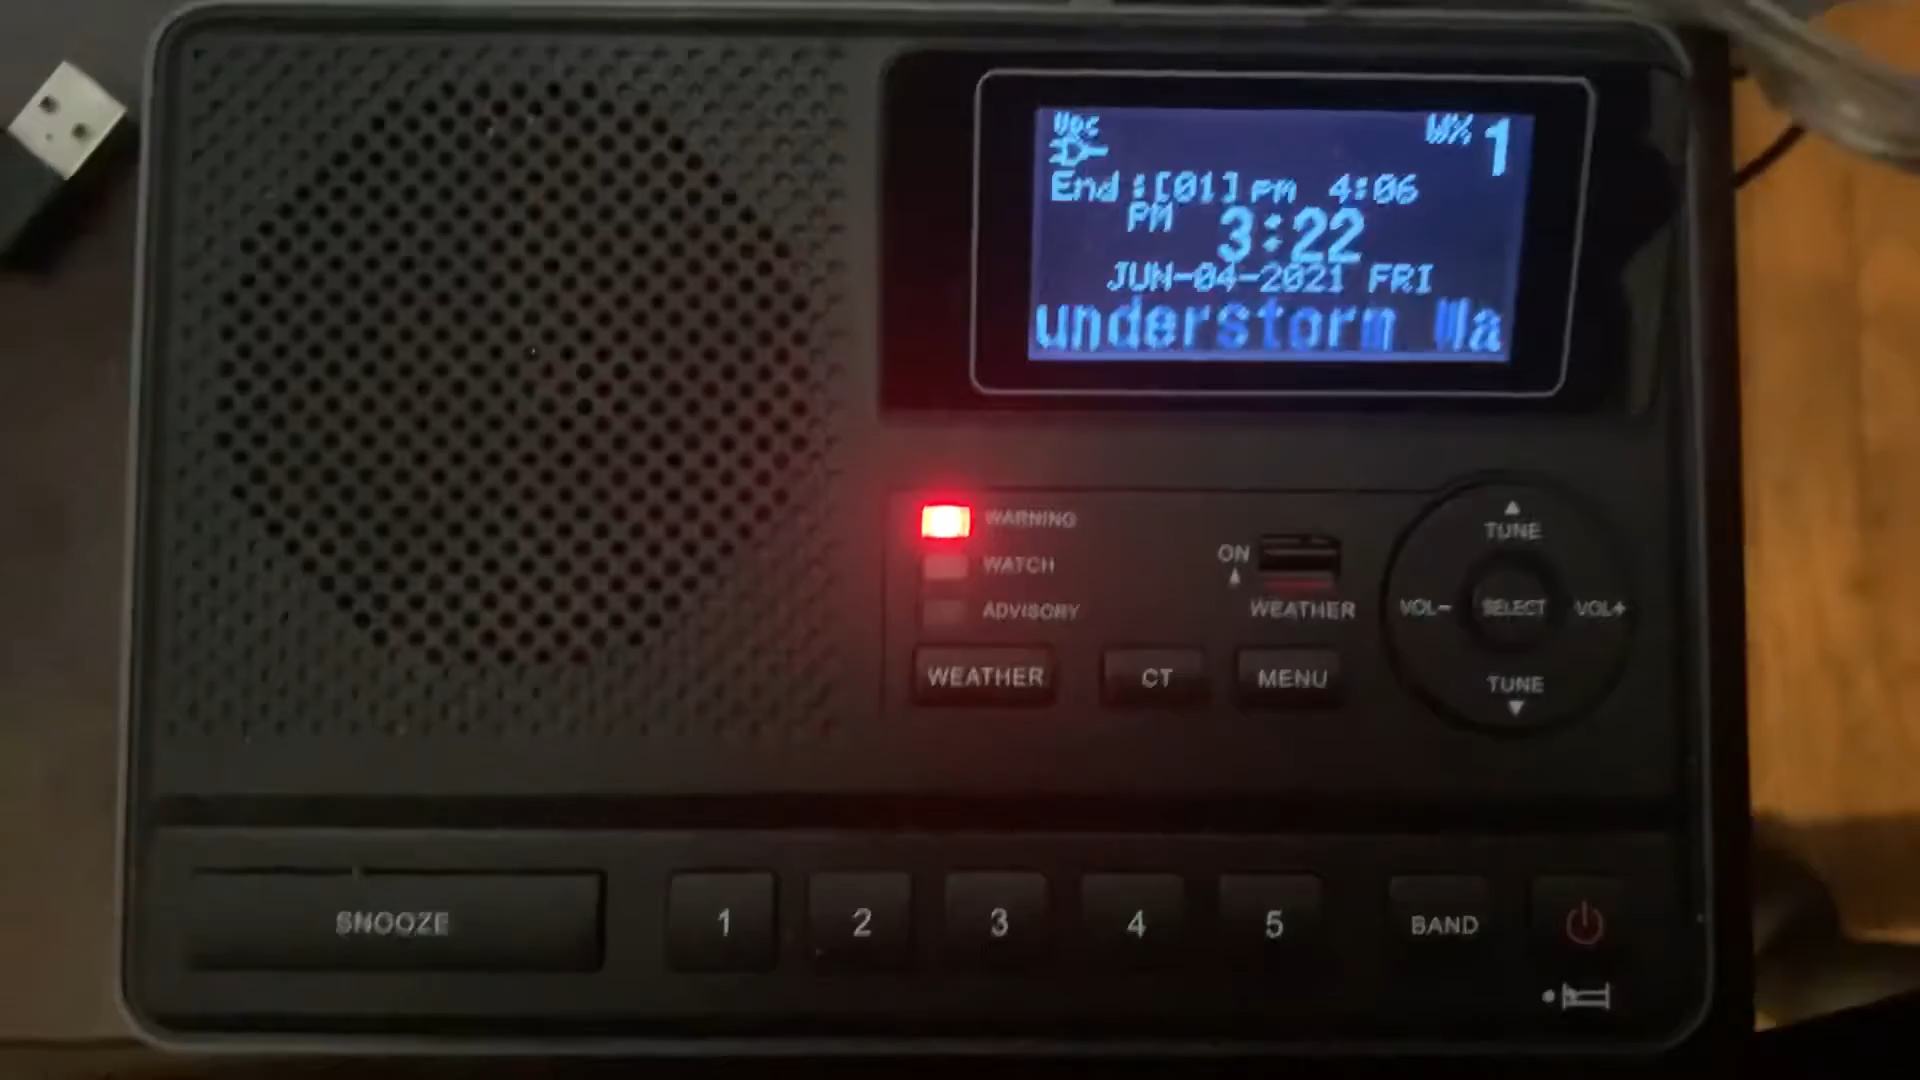 WX 1
End :[01] pm 4:06
PM 3:22
JUN-04-2021 FRI
understorm Wa
WARNING
WATCH
ADVISORY
ON
WEATHER
TUNE
VOL- SELECT VOL+
TUNE
WEATHER CT MENU
SNOOZE 1 2 3 4 5 BAND